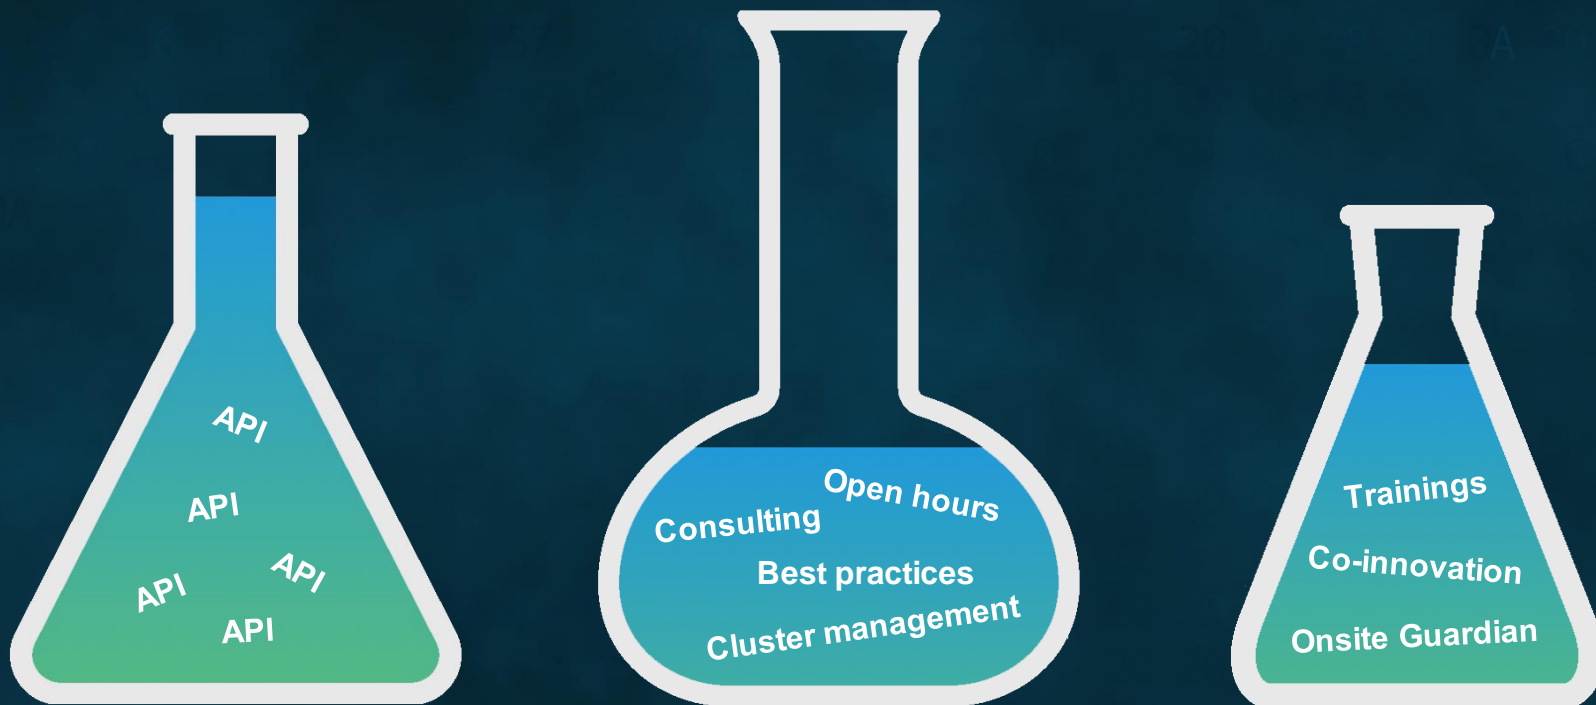 API
API
API
API
API
Open hours
Consulting
Best practices
Cluster management
Trainings
Co-innovation
Onsite Guardian